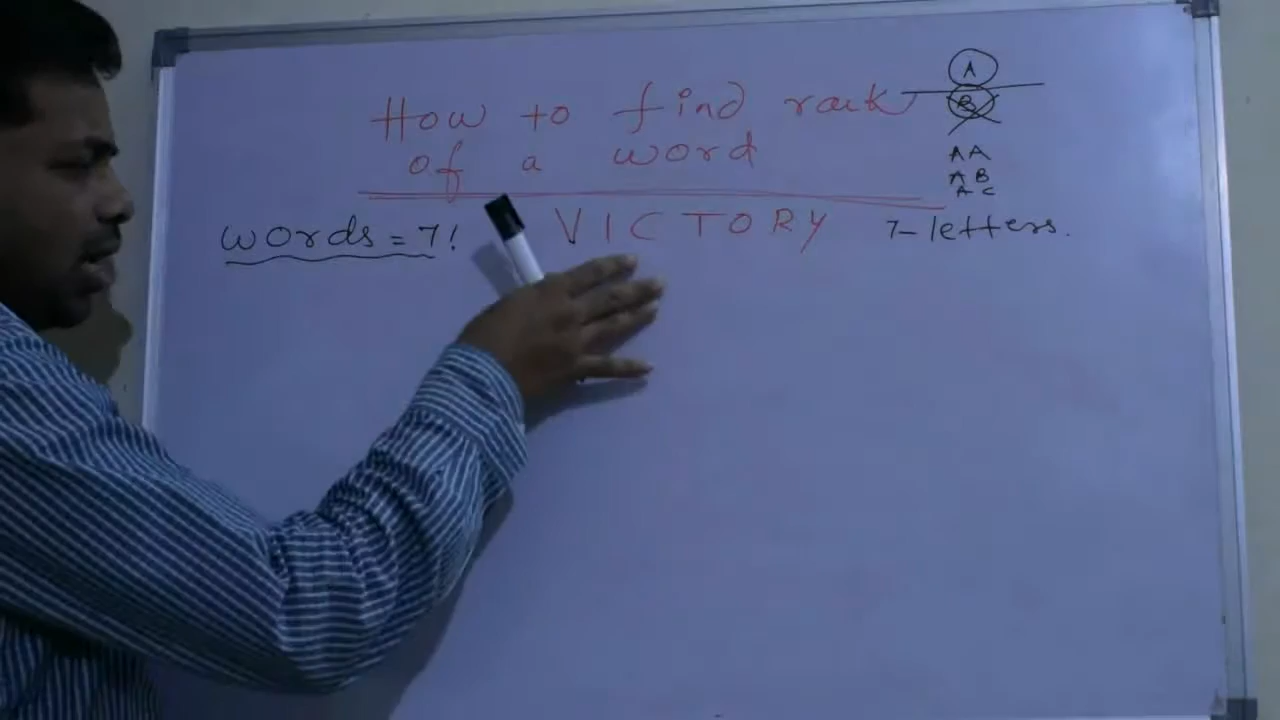 How to find rank
of a word
A
B
AA
AB
AC
words = 7!
VICTORY
7-letters.